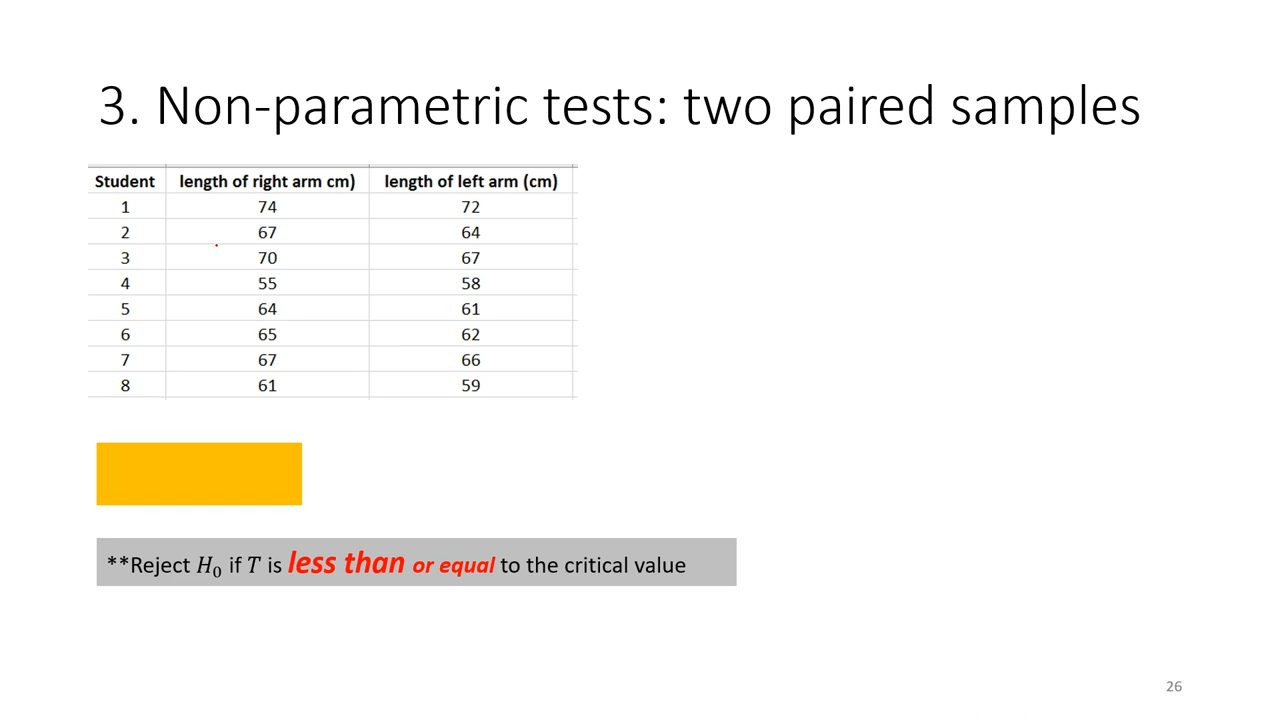 3. Non-parametric tests: two paired samples
Student length of right arm cm) length of left arm (cm)
1 74 72
2 67 64
3 70 67
4 55 58
5 64 61
6 65 62
7 67 66
8 61 59
**Reject H₀ if T is less than or equal to the critical value
26